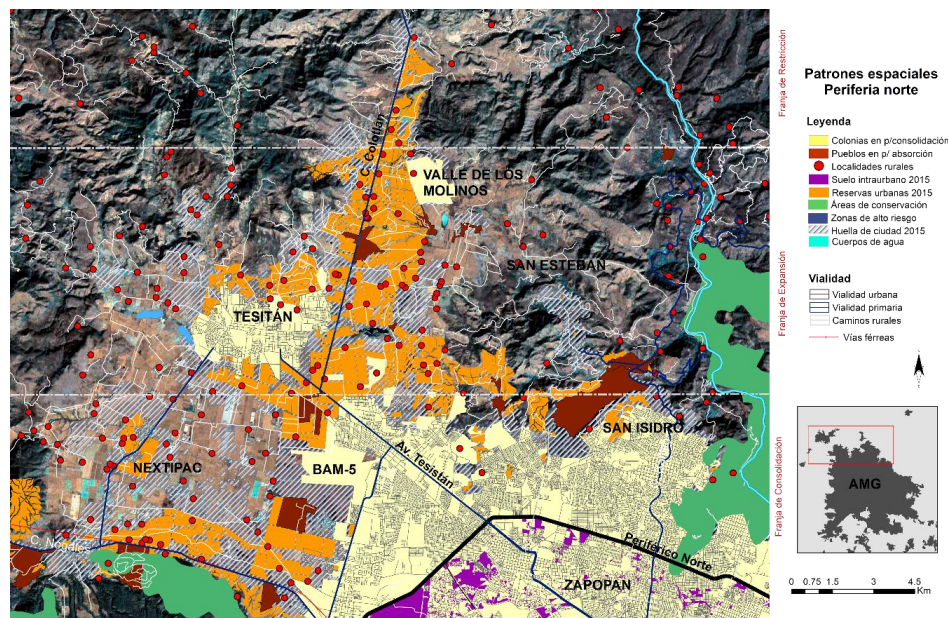 C. Colotlán
VALLE DE LOS
MOLINOS
SAN ESTEBAN
TESITÁN
NEXTIPAC
BAM-5
Av. Tesistán
SAN ISIDRO
C. Nogales
Periférico Norte
ZAPOPAN
Franja de Restricción
Franja de Expansión
Franja de Consolidación
Patrones espaciales
Periferia norte
Leyenda
Colonias en p/consolidación
Pueblos en p/ absorción
Localidades rurales
Suelo intraurbano 2015
Reservas urbanas 2015
Áreas de conservación
Zonas de alto riesgo
Huella de ciudad 2015
Cuerpos de agua
Vialidad
Vialidad urbana
Vialidad primaria
Caminos rurales
Vías férreas
AMG
0 0.75 1.5 3 4.5
Km